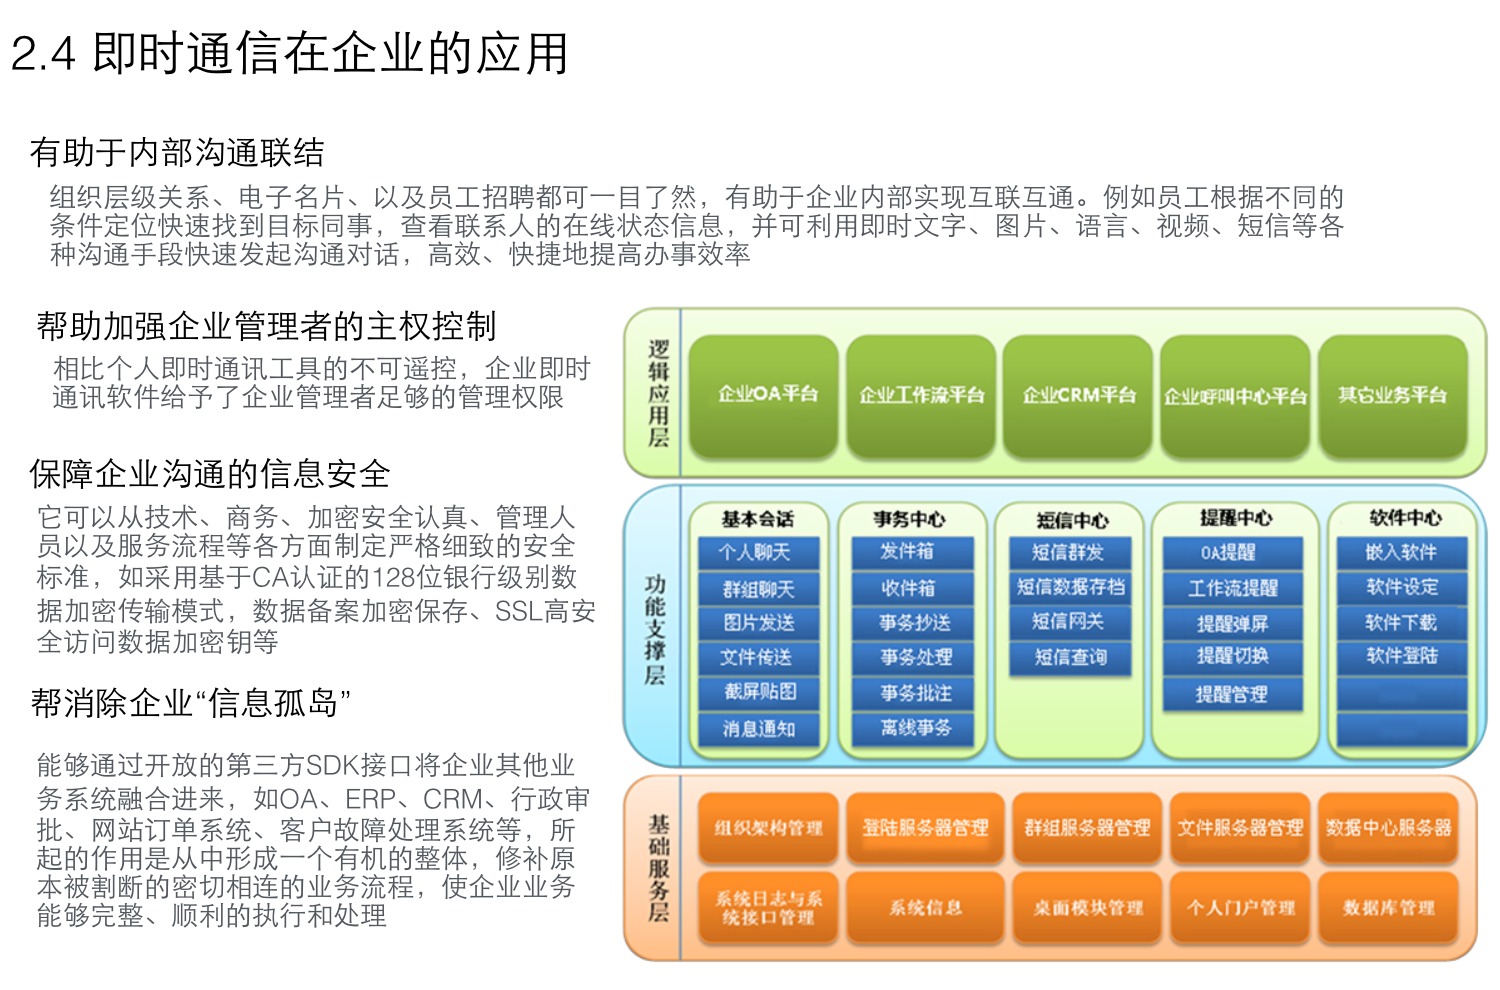 2.4 即时通信在企业的应用
有助于内部沟通联结
组织层级关系、电子名片、以及员工招聘都可一目了然，有助于企业内部实现互联互通。例如员工根据不同的
条件定位快速找到目标同事，查看联系人的在线状态信息，并可利用即时文字、图片、语言、视频、短信等各
种沟通手段快速发起沟通对话，高效、快捷地提高办事效率
帮助加强企业管理者的主权控制
相比个人即时通讯工具的不可遥控，企业即时
通讯软件给予了企业管理者足够的管理权限
保障企业沟通的信息安全
它可以从技术、商务、加密安全认真、管理人
员以及服务流程等各方面制定严格细致的安全
标准，如采用基于CA认证的128位银行级别数
据加密传输模式，数据备案加密保存、SSL高安
全访问数据加密钥等
帮消除企业“信息孤岛”
能够通过开放的第三方SDK接口将企业其他业
务系统融合进来，如OA、ERP、CRM、行政审
批、网站订单系统、客户故障处理系统等，所
起的作用是从中形成一个有机的整体，修补原
本被割断的密切相连的业务流程，使企业业务
能够完整、顺利的执行和处理
逻辑应用层
企业OA平台
企业工作流平台
企业CRM平台
企业呼叫中心平台
其它业务平台
功能支撑层
基本会话
个人聊天
群组聊天
图片发送
文件传送
截屏贴图
消息通知
事务中心
发件箱
收件箱
事务抄送
事务处理
事务批注
离线事务
短信中心
短信群发
短信数据存档
短信网关
短信查询
提醒中心
OA提醒
工作流提醒
提醒弹屏
提醒切换
提醒管理
软件中心
嵌入软件
软件设定
软件下载
软件登陆
基础服务层
组织架构管理
登陆服务器管理
群组服务器管理
文件服务器管理
数据中心服务器
系统日志与系
统接口管理
系统信息
桌面模块管理
个人门户管理
数据库管理